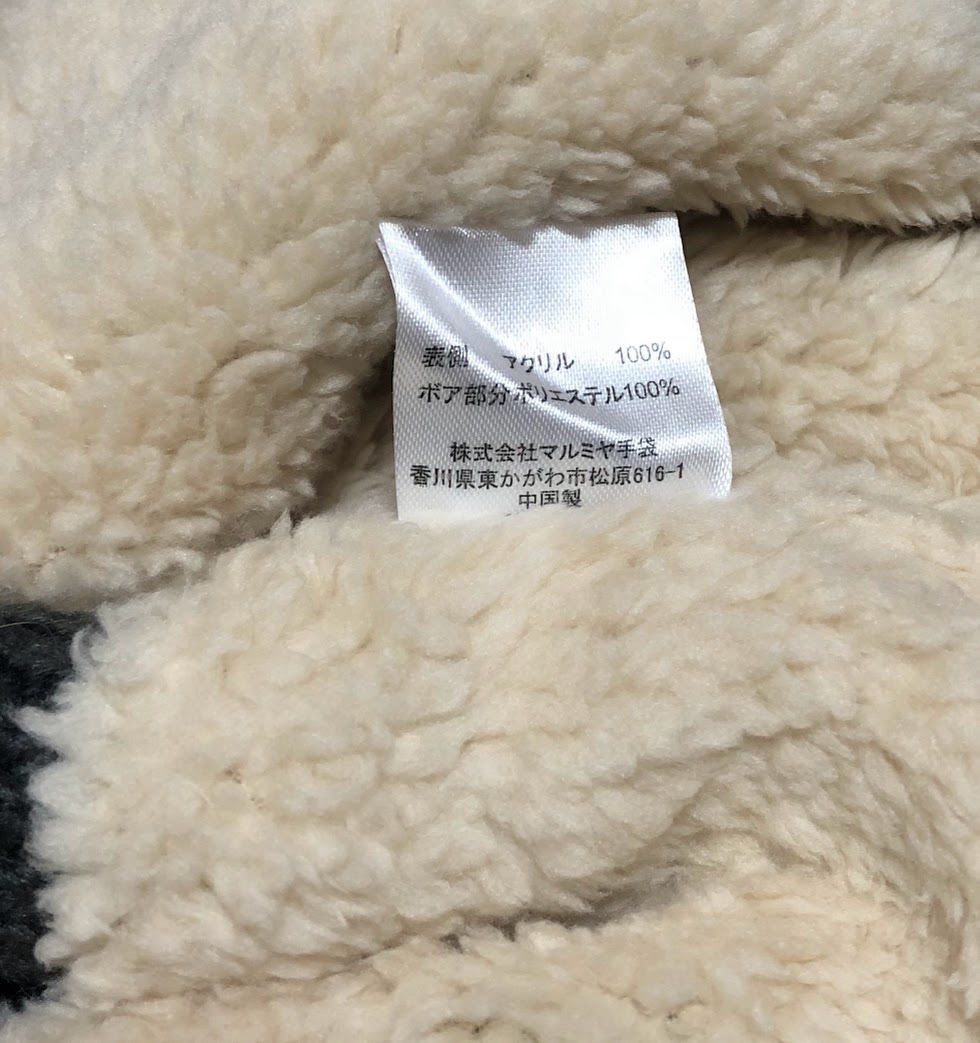 表側 アクリル 100%
ボア部分ポリエステル100%
株式会社マルミヤ手袋
香川県東かがわ市松原616-1
中国製